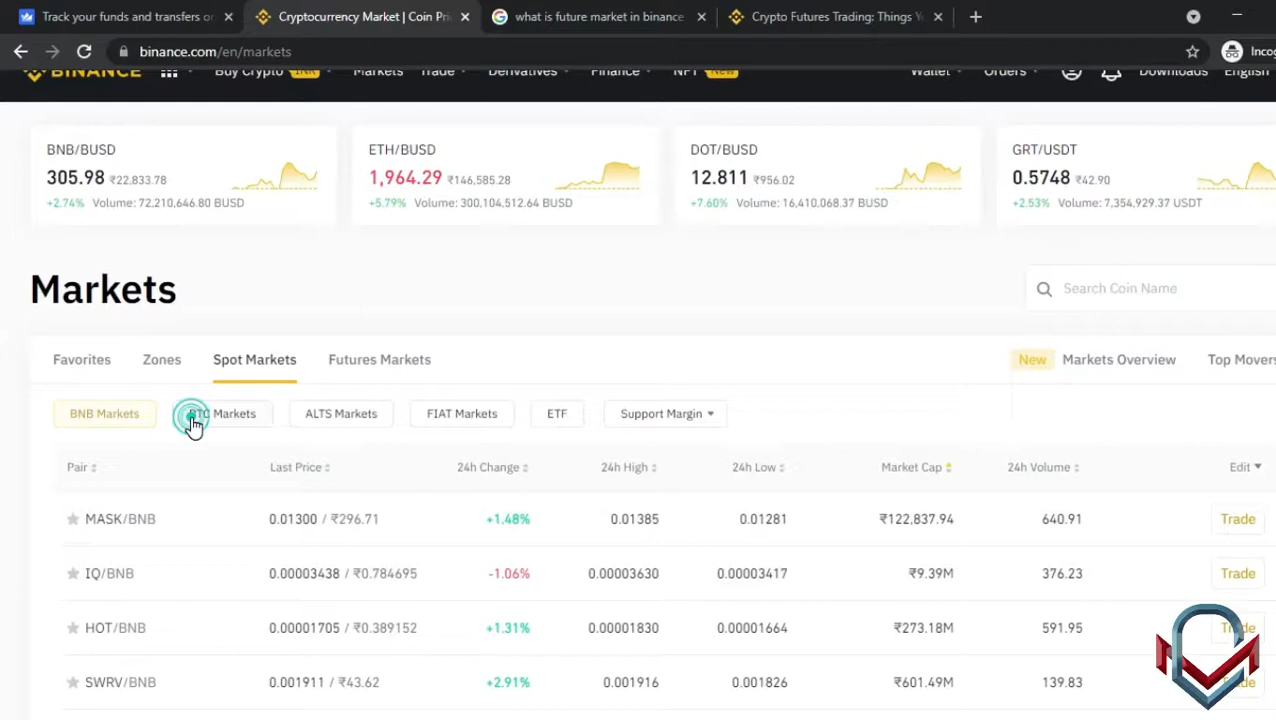 Track your funds and transfers or
Cryptocurrency Market | Coin Pri
what is future market in binance
Crypto Futures Trading: Things Y
binance.com/en/markets
BINANCE
Buy Crypto
Markets
Trade
Derivatives
Finance
NFT
New
Wallet
Orders
Downloads
English
BNB/BUSD
305.98 ₹22,833.78
+2.74% Volume: 72,210,646.80 BUSD
ETH/BUSD
1,964.29 ₹146,585.28
+5.79% Volume: 300,104,512.64 BUSD
DOT/BUSD
12.811 ₹956.02
+7.60% Volume: 16,410,068.37 BUSD
GRT/USDT
0.5748 ₹42.90
+2.53% Volume: 7,354,929.37 USDT
Markets
Search Coin Name
Favorites Zones Spot Markets Futures Markets New Markets Overview Top Movers
BNB Markets BTC Markets ALTS Markets FIAT Markets ETF Support Margin
Pair Last Price 24h Change 24h High 24h Low Market Cap 24h Volume Edit
MASK/BNB 0.01300 / ₹296.71 +1.48% 0.01385 0.01281 ₹122,837.94 640.91 Trade
IQ/BNB 0.00003438 / ₹0.784695 -1.06% 0.00003630 0.00003417 ₹9.39M 376.23 Trade
HOT/BNB 0.00001705 / ₹0.389152 +1.31% 0.00001830 0.00001664 ₹273.18M 591.95 Trade
SWRV/BNB 0.001911 / ₹43.62 +2.91% 0.001916 0.001826 ₹601.49M 139.83 Trade